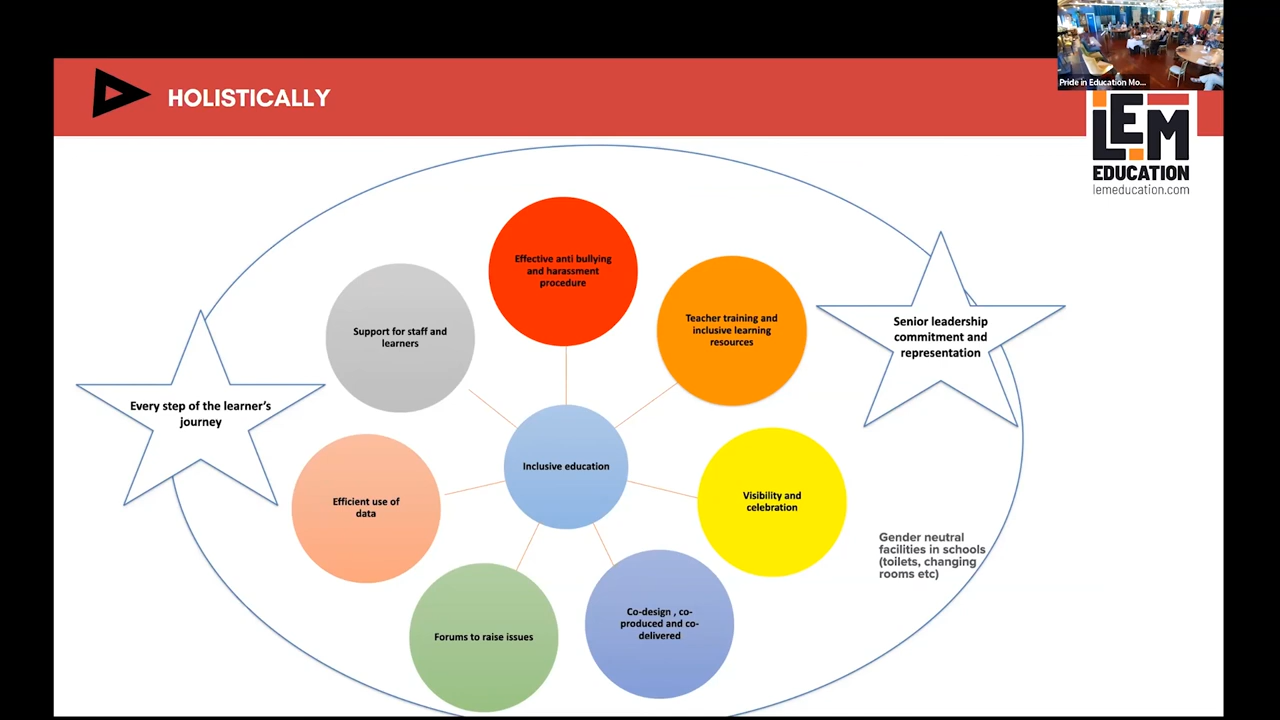 Pride in Education Mo...
HOLISTICALLY
LEM
EDUCATION
lemeducation.com
Effective anti bullying
and harassment
procedure
Support for staff and
learners
Teacher training and
inclusive learning
resources
Senior leadership
commitment and
representation
Every step of the learner’s
journey
Inclusive education
Efficient use of
data
Visibility and
celebration
Gender neutral
facilities in schools
(toilets, changing
rooms etc)
Forums to raise issues
Co-design , co-
produced and co-
delivered